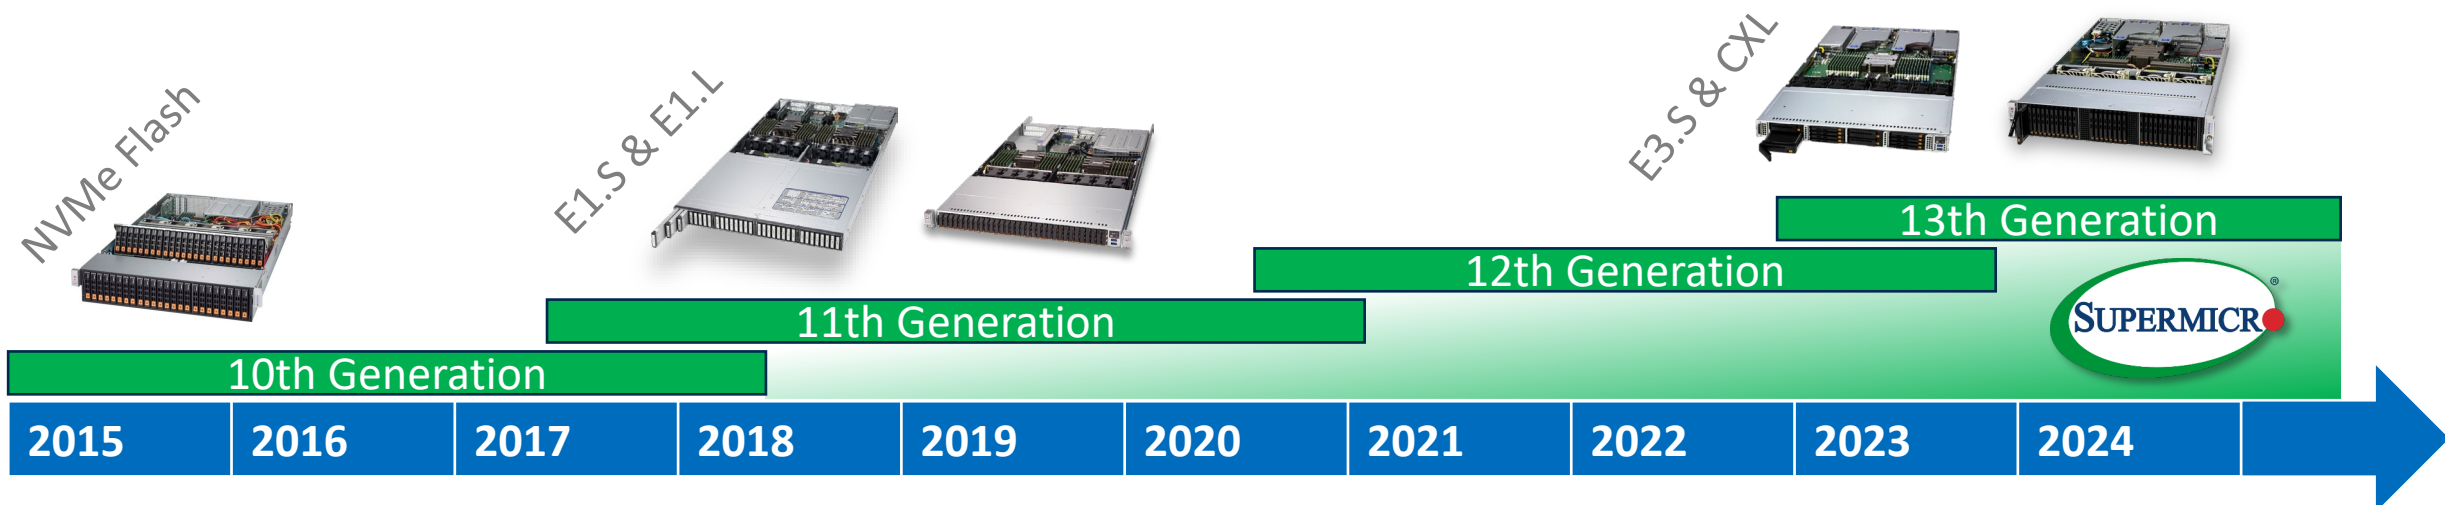 NVMe Flash
E1.S & E1.L
E3.S & CXL
13th Generation
12th Generation
11th Generation
10th Generation
SUPERMICR
®
2015 2016 2017 2018 2019 2020 2021 2022 2023 2024